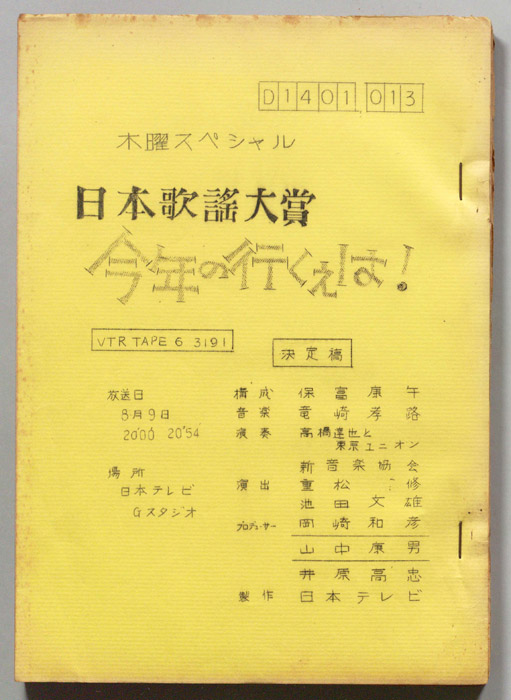 D1401 013
木曜スペシャル
日本歌謡大賞
今年の行くえは!
VTR TAPE 6 3191
決定稿
放送日
8月9日
20'00 20'54
場所
日本テレビ
Gスタジオ
構成 保富康午
音楽 竜崎孝路
演奏 高橋達也と
東京ユニオン
新音楽協会
演出 重松修
池田文雄
プロデューサー 岡崎和彦
山中康男
井原高忠
製作 日本テレビ